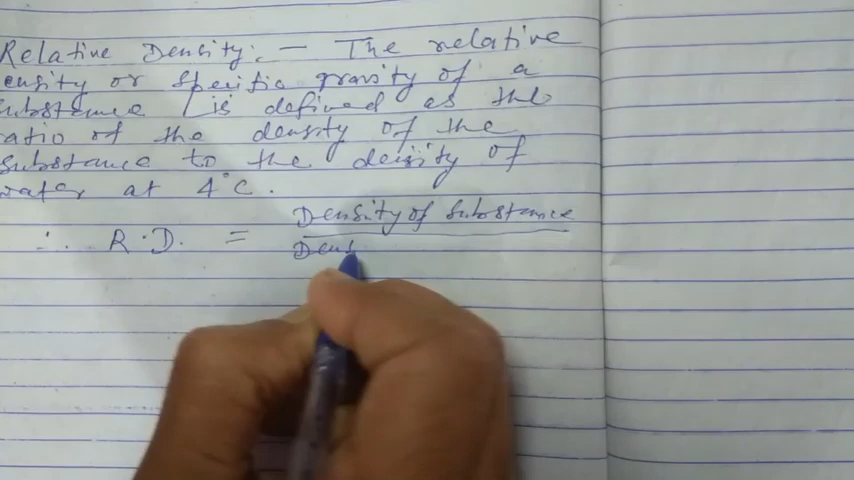 Relative Density:- The relative
ensity or specific gravity of a
substance is defined as the
ratio of the density of the
substance to the density of
water at 4°C.
∴ R.D. = Density of substance
Dens